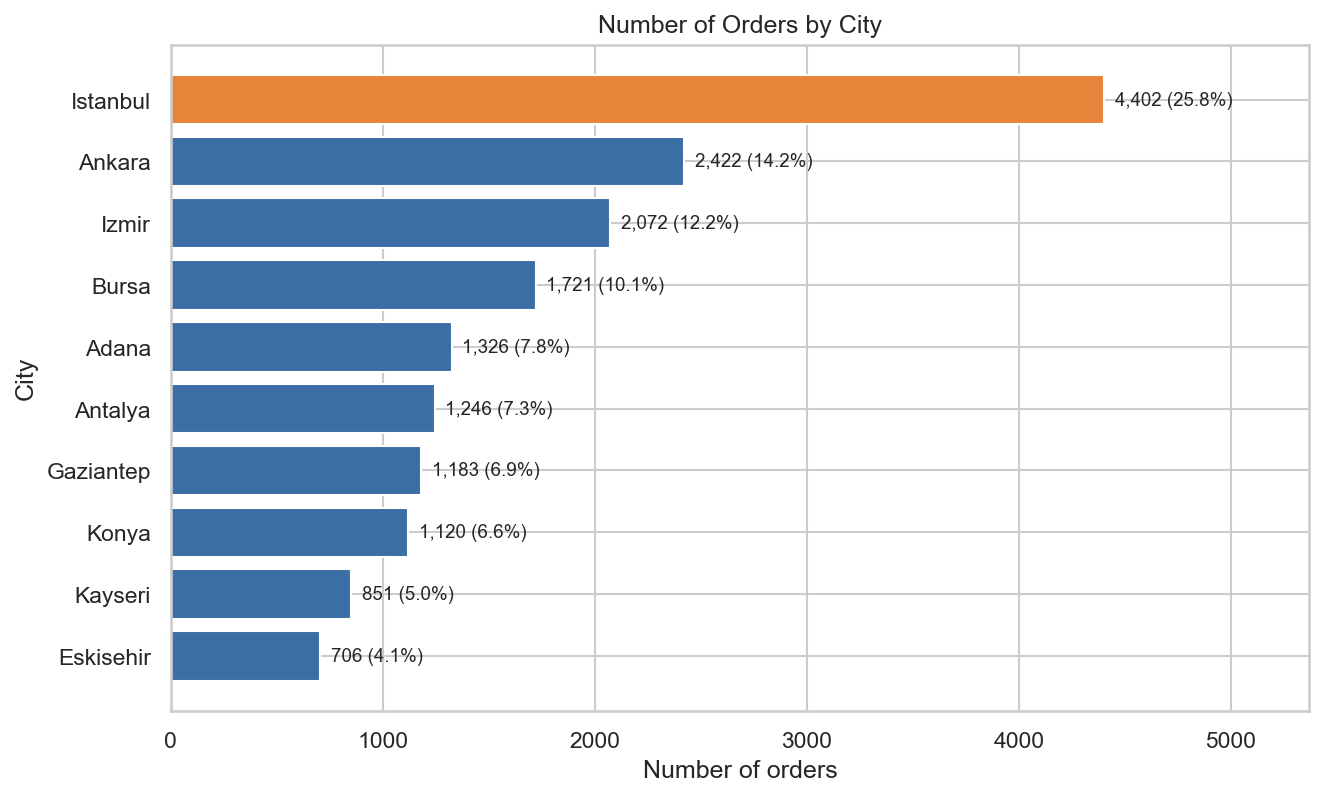 Number of Orders by City
City
Istanbul 4,402 (25.8%)
Ankara 2,422 (14.2%)
Izmir 2,072 (12.2%)
Bursa 1,721 (10.1%)
Adana 1,326 (7.8%)
Antalya 1,246 (7.3%)
Gaziantep 1,183 (6.9%)
Konya 1,120 (6.6%)
Kayseri 851 (5.0%)
Eskisehir 706 (4.1%)
0 1000 2000 3000 4000 5000
Number of orders